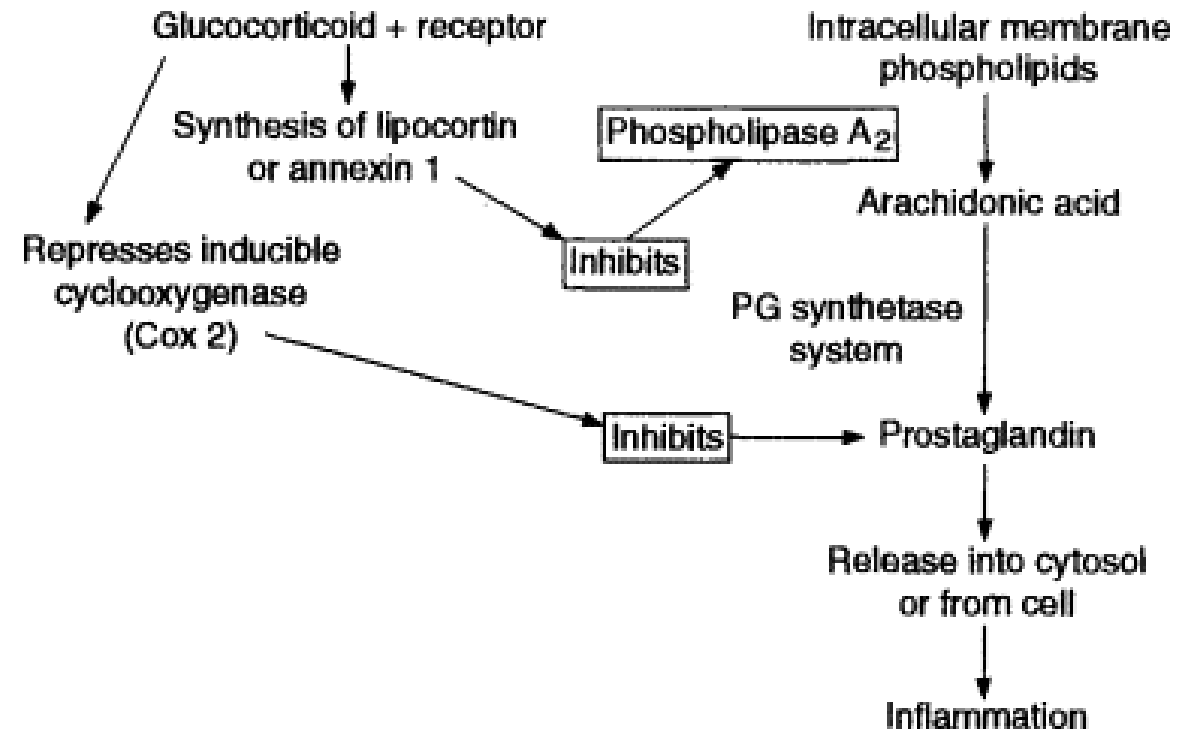 Glucocorticoid + receptor
Synthesis of lipocortin
or annexin 1
Represses inducible
cyclooxygenase
(Cox 2)
Inhibits
Phospholipase A2
Inhibits
Intracellular membrane
phospholipids
Arachidonic acid
PG synthetase
system
Prostaglandin
Release into cytosol
or from cell
Inflammation